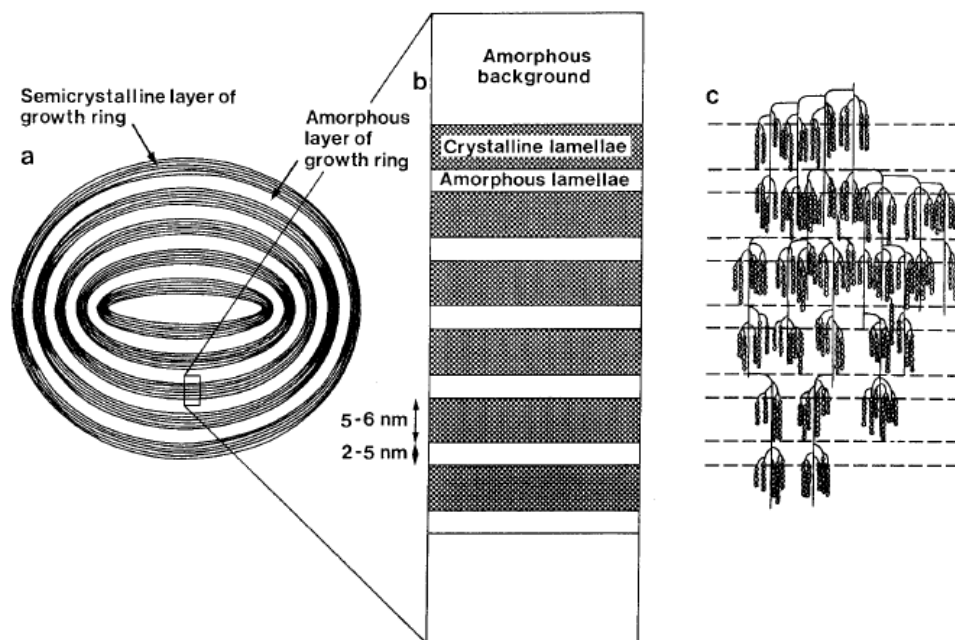 Semicrystalline layer of
growth ring
a
Amorphous
layer of
growth ring
b
Amorphous
background
Crystalline lamellae
Amorphous lamellae
5-6 nm
2-5 nm
c